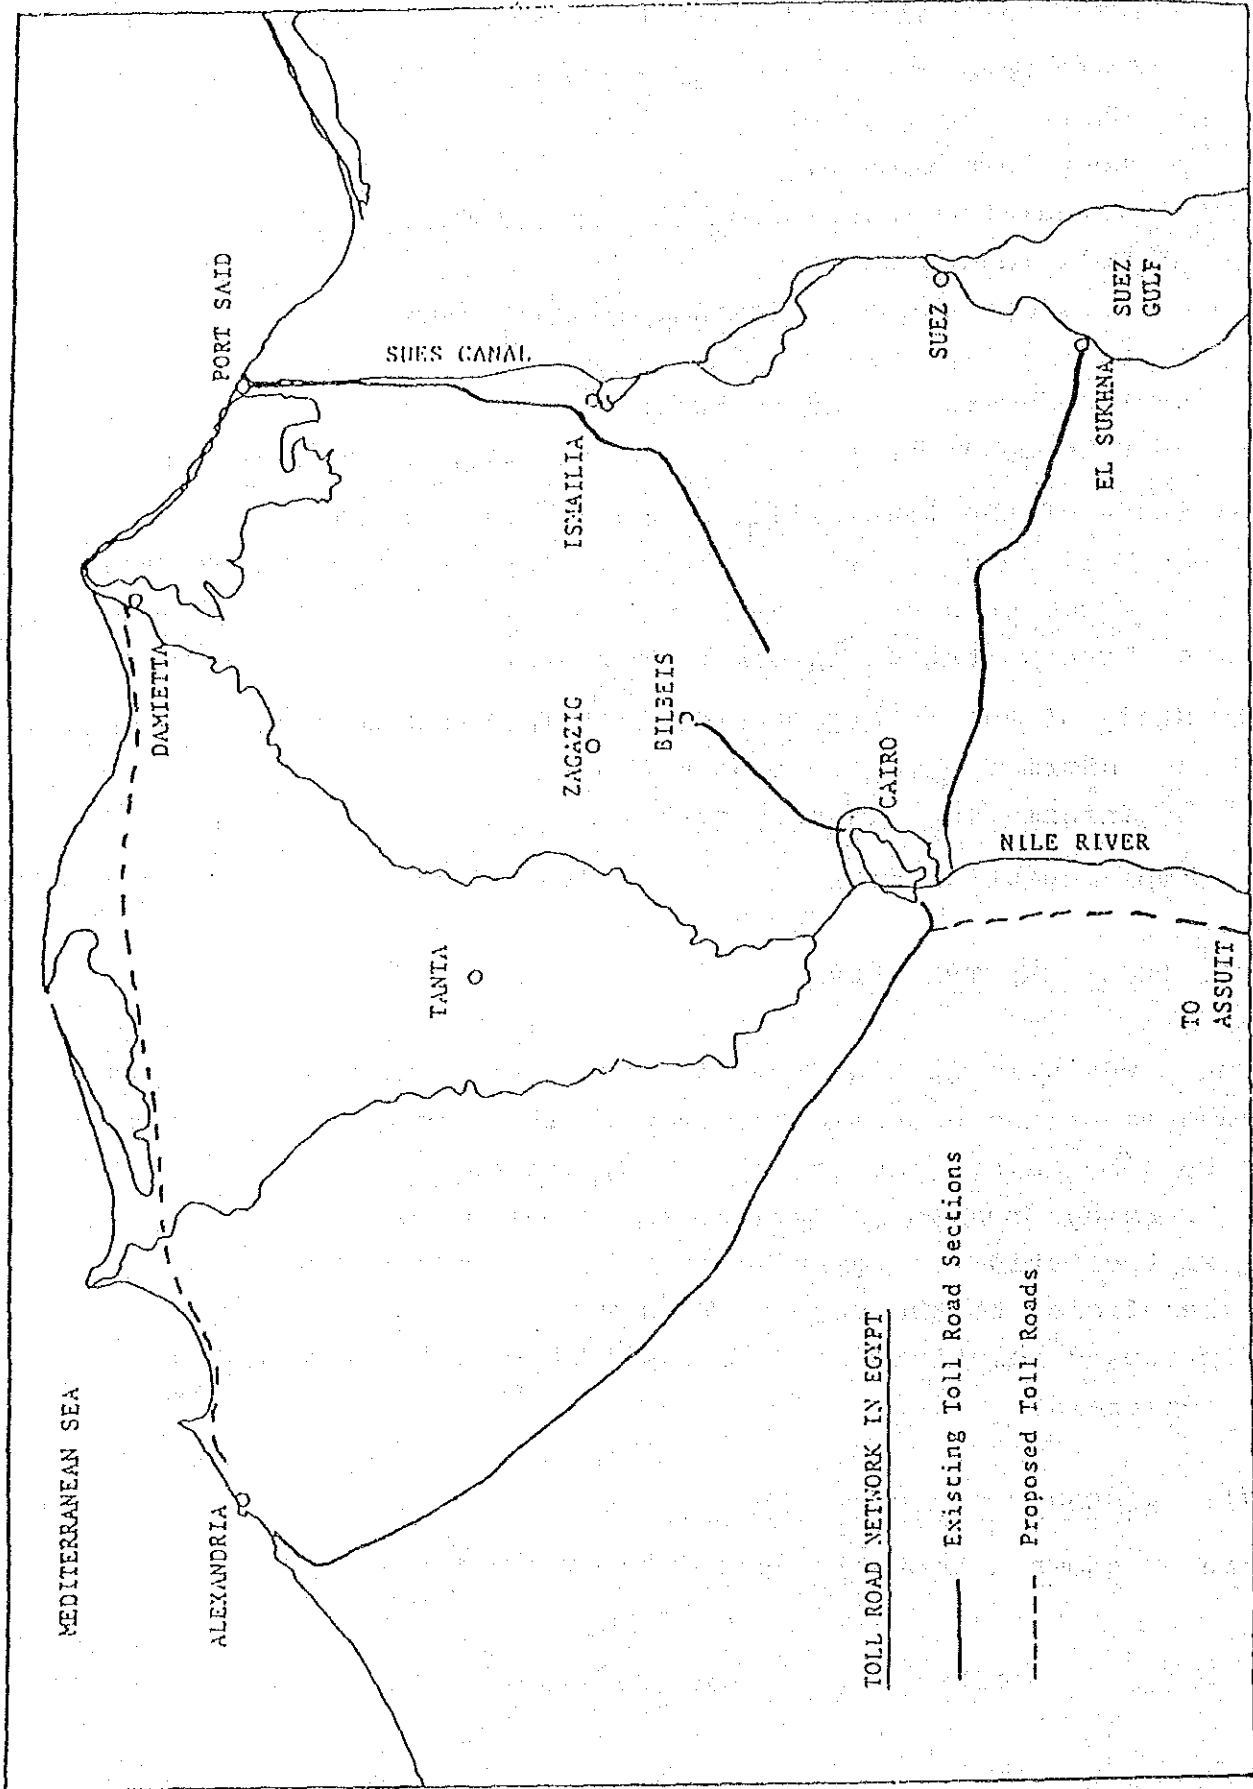 MEDITERRANEAN SEA
ALEXANDRIA
DAMIETTA
PORT SAID
SUES CANAL
ISMAILIA
TANTA
ZAGAZIG
BILBEIS
CAIRO
SUEZ
EL SUKHNA
SUEZ
GULF
NILE RIVER
TO
ASSUIT
TOLL ROAD NETWORK IN EGYPT
Existing Toll Road Sections
Proposed Toll Roads